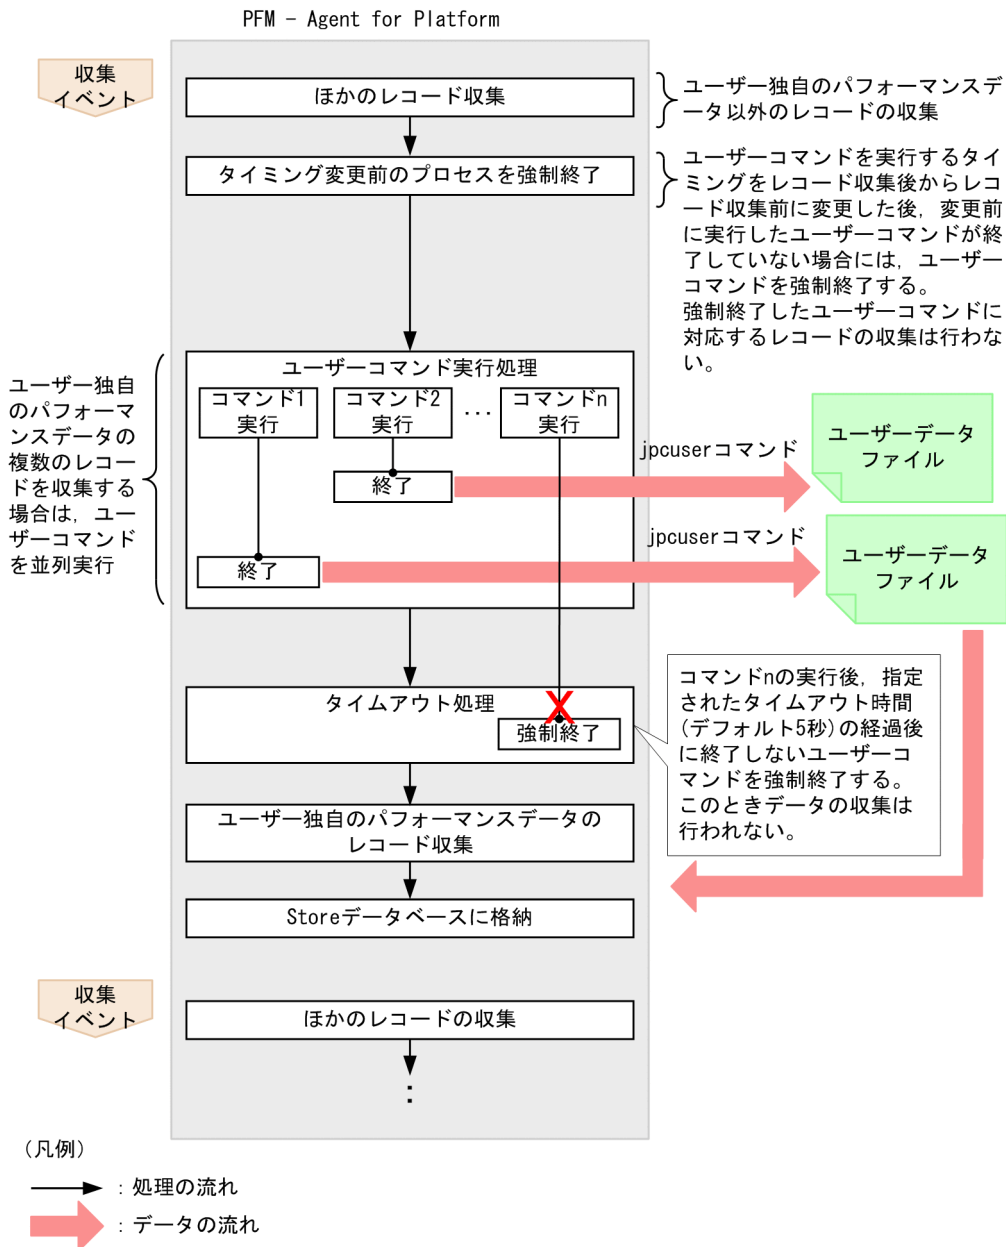 PFM - Agent for Platform
収集
イベント
ほかのレコード収集
ユーザー独自のパフォーマンスデ
ータ以外のレコードの収集
タイミング変更前のプロセスを強制終了
ユーザーコマンドを実行するタイ
ミングをレコード収集後からレコ
ード収集前に変更した後，変更前
に実行したユーザーコマンドが終
了していない場合には，ユーザー
コマンドを強制終了する。
強制終了したユーザーコマンドに
対応するレコードの収集は行わな
い。
ユーザー独自
のパフォーマ
ンスデータの
複数のレコー
ドを収集する
場合は，ユー
ザーコマンド
を並列実行
ユーザーコマンド実行処理
コマンド1
実行
コマンド2
実行
...
コマンドn
実行
終了
jpcuserコマンド
ユーザーデータ
ファイル
終了
jpcuserコマンド
ユーザーデータ
ファイル
タイムアウト処理
強制終了
コマンドnの実行後，指定
されたタイムアウト時間
(デフォルト5秒)の経過後
に終了しないユーザーコ
マンドを強制終了する。
このときデータの収集は
行われない。
ユーザー独自のパフォーマンスデータの
レコード収集
Storeデータベースに格納
収集
イベント
ほかのレコードの収集
:
(凡例)
: 処理の流れ
: データの流れ